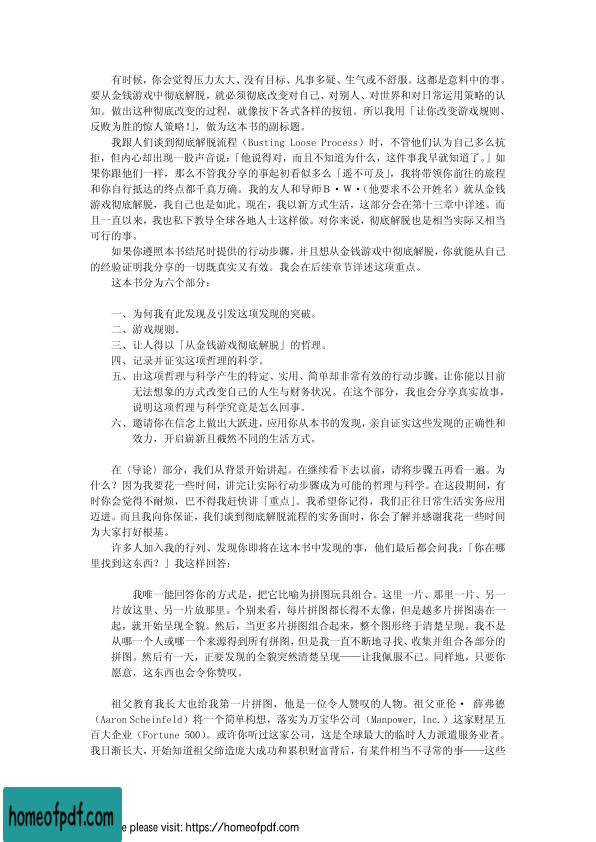 有时候，你会觉得压力太大、没有目标、凡事多疑、生气或不舒服。这都是意料中的事。
要从金钱游戏中彻底解脱，就必须彻底改变对自己、对别人、对世界和对日常运用策略的认
知。做出这种彻底改变的过程，就像按下各式各样的按钮。所以我用「让你改变游戏规则、
反败为胜的惊人策略！」，做为这本书的副标题。
我跟人们谈到彻底解脱流程（Busting Loose Process）时，不管他们认为自己多么抗
拒，但内心却出现一股声音说：「他说得对，而且不知道为什么，这件事我早就知道了。」如
果你跟他们一样，那么不管我分享的事起初看似多么「遥不可及」，我将带领你前往的旅程
和你自行抵达的终点都千真万确。我的友人和导师B·W·（他要求不公开姓名）就从金钱
游戏彻底解脱，我自己也是如此。现在，我以新方式生活，这部分会在第十三章中详述。而
且一直以来，我也私下教导全球各地人士这样做。对你来说，彻底解脱也是相当实际又相当
可行的事。
如果你遵照本书结尾时提供的行动步骤，并且想从金钱游戏中彻底解脱，你就能从自己
的经验证明我分享的一切既真实又有效。我会在后续章节详述这项重点。
这本书分为六个部分：
一、为何我有此发现及引发这项发现的突破。
二、游戏规则。
三、让人得以「从金钱游戏彻底解脱」的哲理。
四、记录并证实这项哲理的科学。
五、由这项哲理与科学产生的特定、实用、简单却非常有效的行动步骤，让你能以目前
无法想象的方式改变自己的人生与财务状况。在这个部分，我也会分享真实故事，
说明这项哲理与科学究竟是怎么回事。
六、邀请你在信念上做出大跃进，应用你从本书的发现，亲自证实这些发现的正确性和
效力，开启崭新且截然不同的生活方式。
在〈导论〉部分，我们从背景开始讲起。在继续看下去以前，请将步骤五再看一遍。为
什么？因为我要花一些时间，讲完让实际行动步骤成为可能的哲理与科学。在这段期间，有
时你会觉得不耐烦，巴不得我赶快讲「重点」。我希望你记得，我们正往日常生活实务应用
迈进。而且我向你保证，我们谈到彻底解脱流程的实务面时，你会了解并感谢我花一些时间
为大家打好根基。
许多人加入我的行列、发现你即将在这本书中发现的事，他们最后都会问我：「你在哪
里找到这东西？」我这样回答：
我唯一能回答你的方式是，把它比喻为拼图玩具组合。这里一片、那里一片、另一
片放这里、另一片放那里。个别来看，每片拼图都长得不太像，但是越多片拼图凑在一
起，就开始呈现全貌。然后，当更多片拼图组合起来，整个图形终于清楚呈现。我不是
从哪一个人或哪一个来源得到所有拼图，但是我一直不断地寻找、收集并组合各部分的
拼图。然后有一天，正要发现的全貌突然清楚呈现——让我佩服不已。同样地，只要你
愿意，这东西也会令你赞叹。
祖父教育我长大也给我第一片拼图，他是一位令人赞叹的人物。祖父亚伦· 薛弗德
（Aaron Scheinfeld）将一个简单构想，落实为万宝华公司（Manpower, Inc.）这家财星五
百大企业（Fortune 500）。或许你听过这家公司，这是全球最大的临时人力派遣服务业者。
我日渐长大，开始知道祖父缔造庞大成功和累积财富背后，有某件相当不寻常的事——这些
homeofpdf.com
e please visit: https://homeofpdf.com